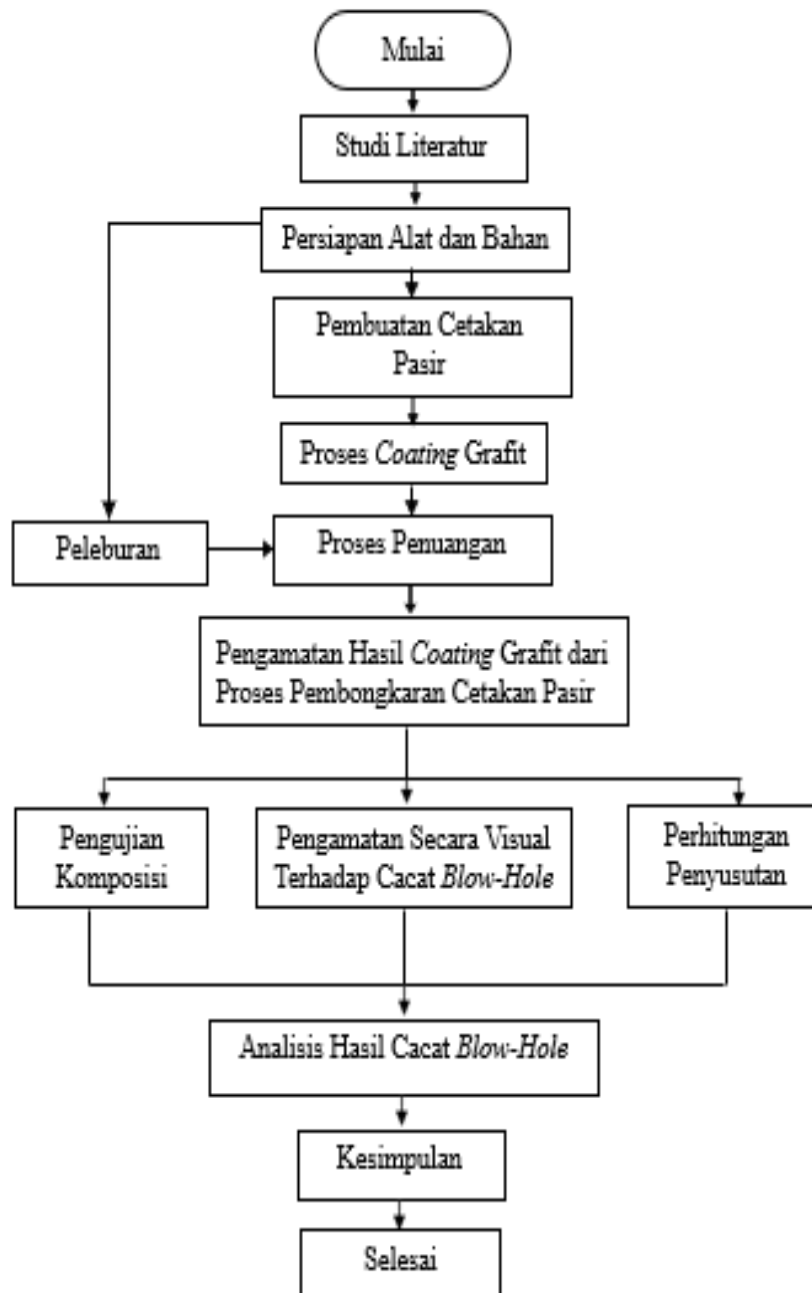 Mulai
Studi Literatur
Persiapan Alat dan Bahan
Pembuatan Cetakan
Pasir
Proses Coating Grafit
Peleburan
Proses Penuangan
Pengamatan Hasil Coating Grafit dari
Proses Pembongkaran Cetakan Pasir
Pengujian
Komposisi
Pengamatan Secara Visual
Terhadap Cacat Blow-Hole
Perhitungan
Penyusutan
Analisis Hasil Cacat Blow-Hole
Kesimpulan
Selesai